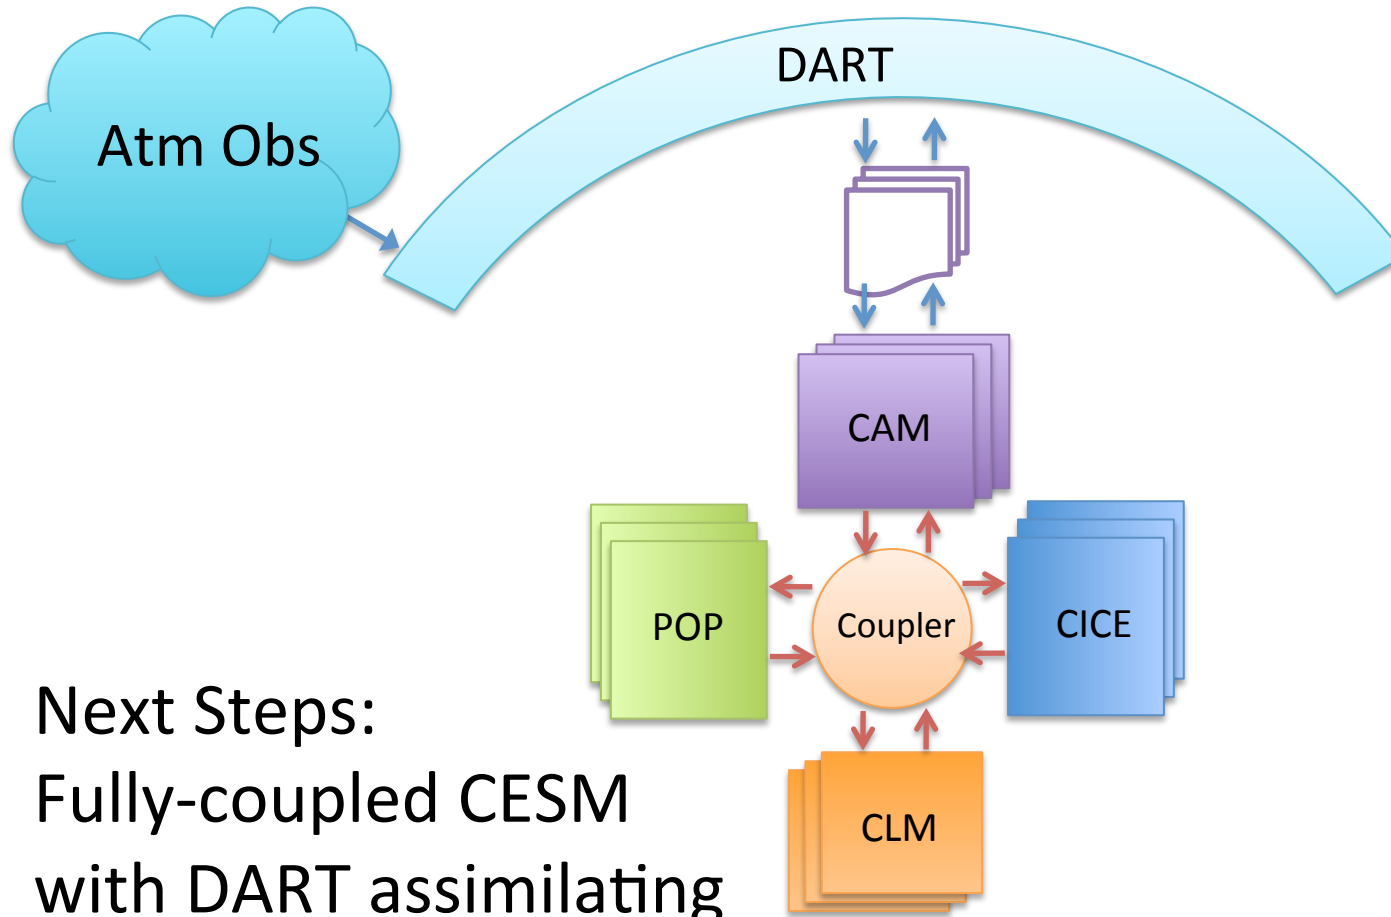 DART
Atm Obs
CAM
POP
Coupler
CICE
CLM
Next Steps:
Fully-coupled CESM
with DART assimilating